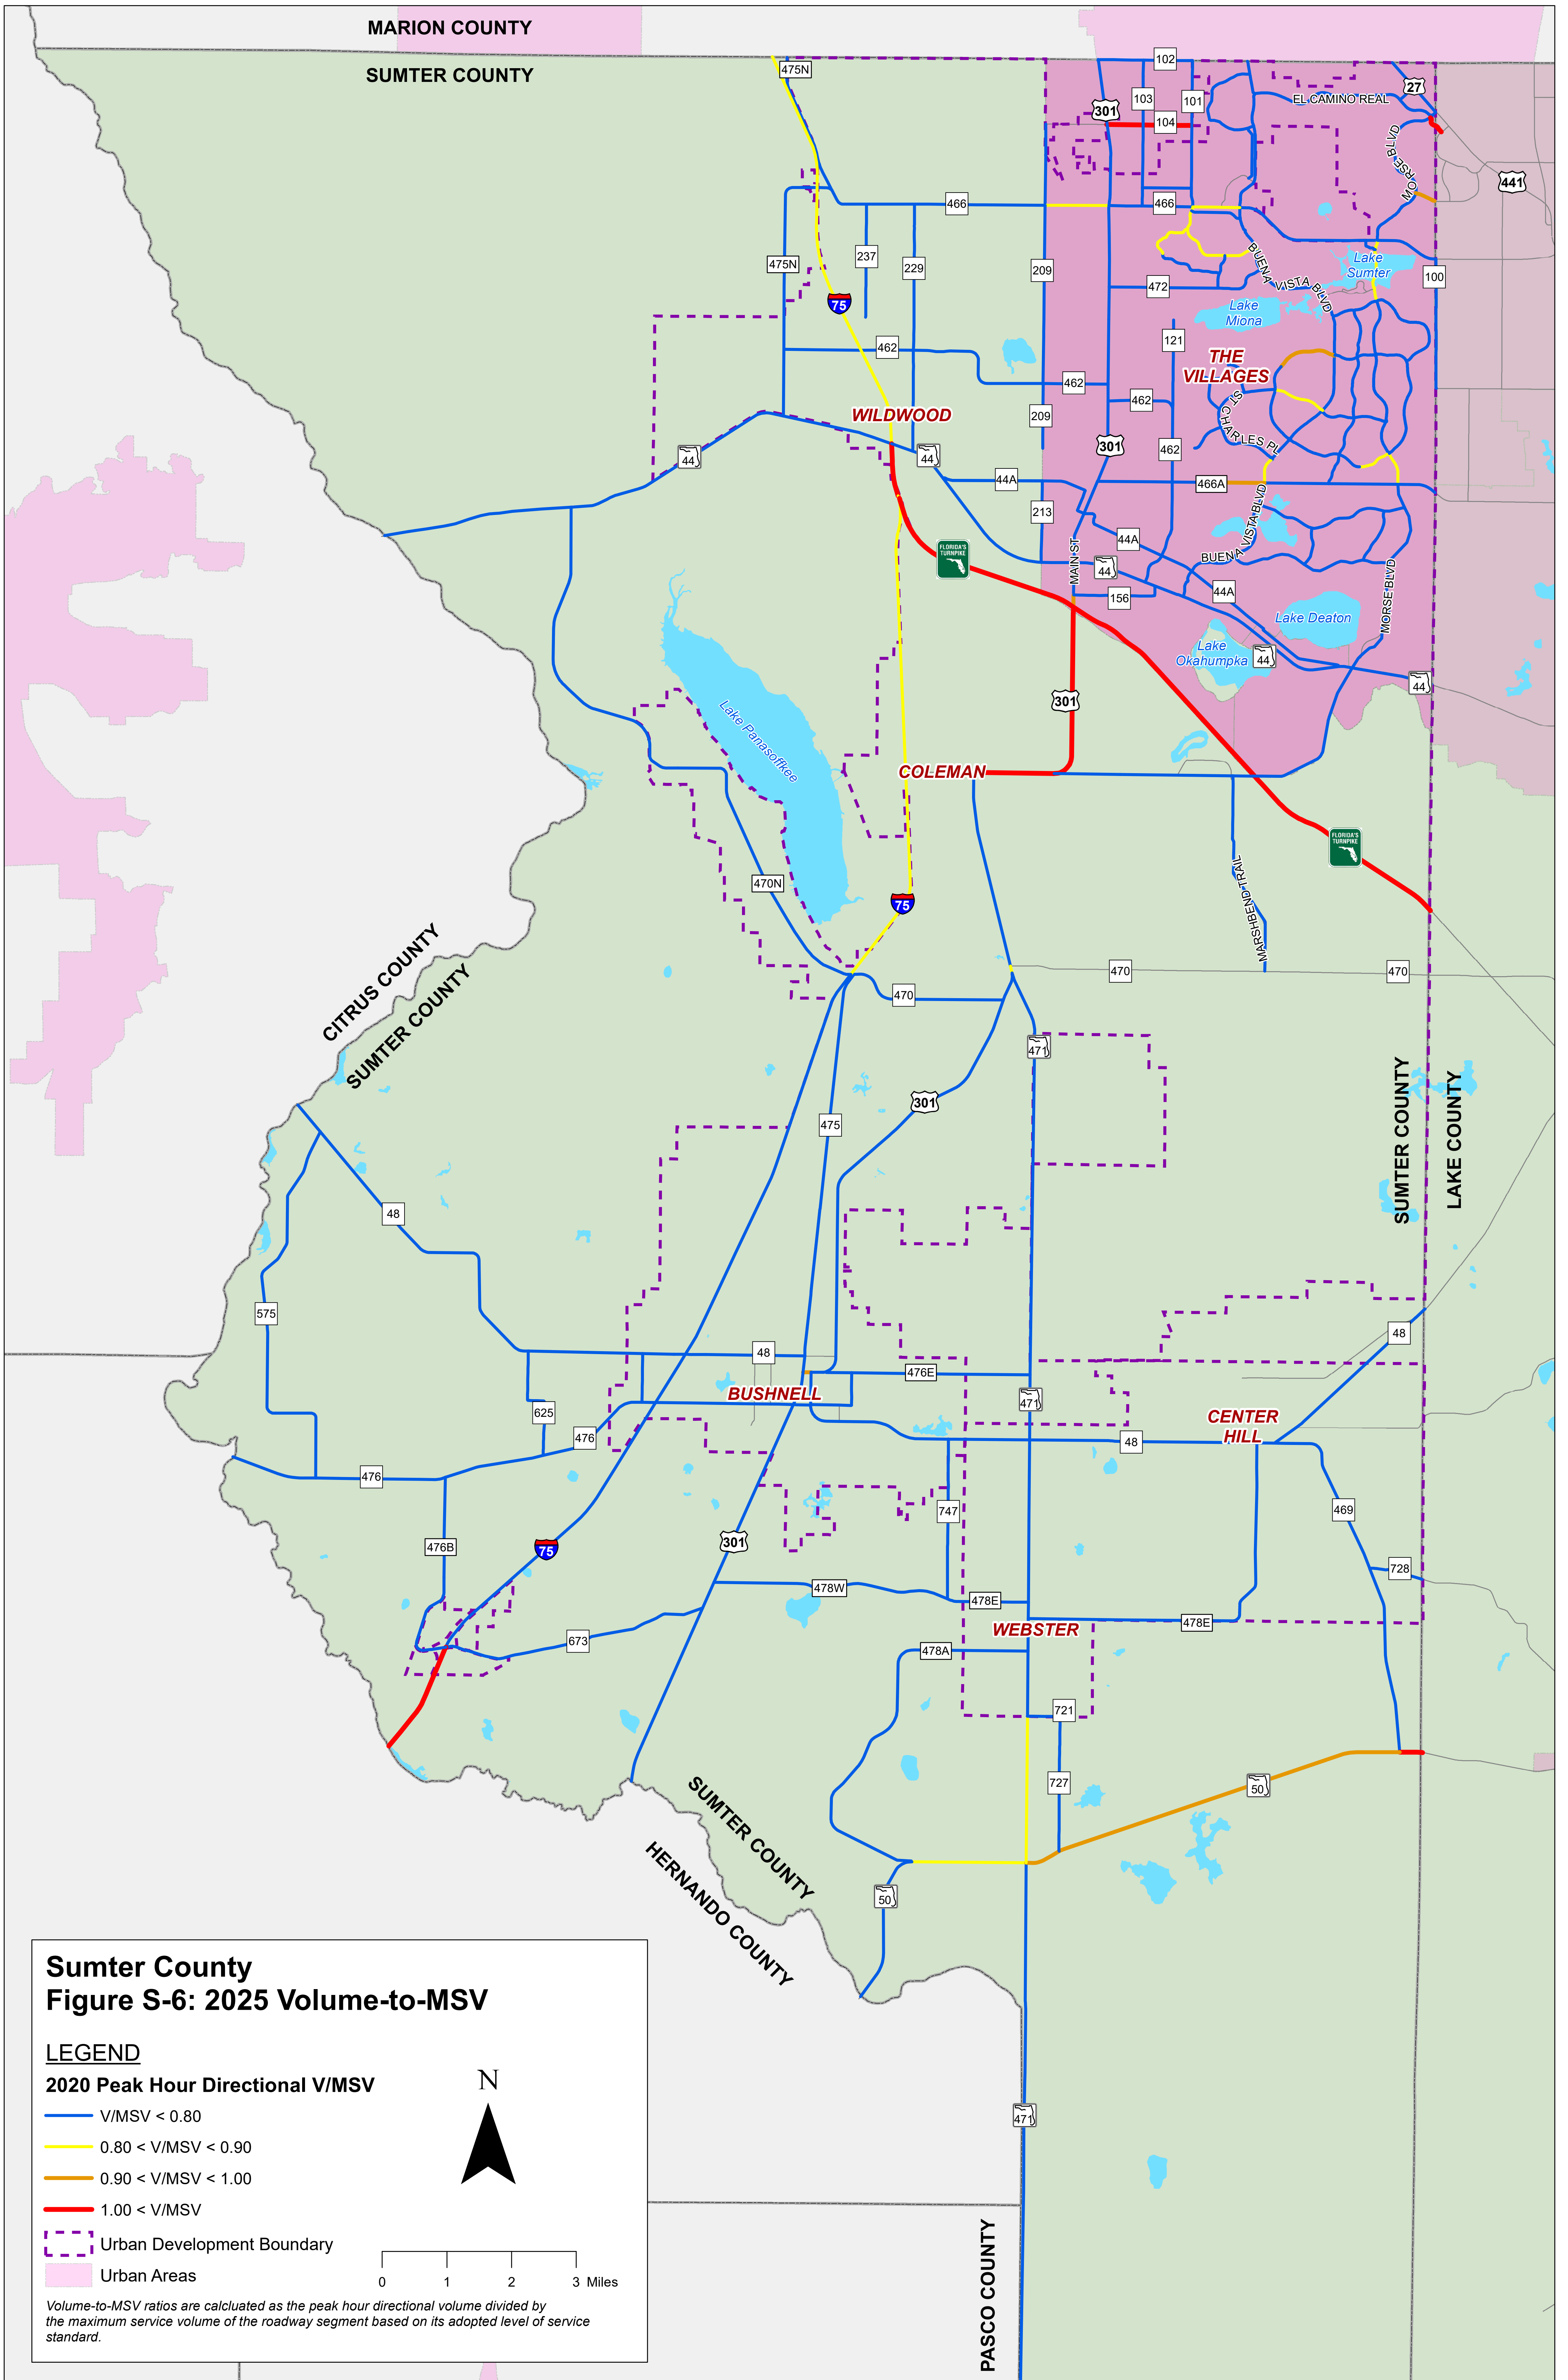 MARION COUNTY
SUMTER COUNTY
475N
102
27
103
101
EL CAMINO REAL
301
104
MORSE BLVD
441
466
466
475N
237
229
209
BUENA VISTA BLVD
Lake
Sumter
100
472
75
Lake
Miona
121
462
THE
VILLAGES
462
462
WILDWOOD
209
ST CHARLES PL
301
462
44
44
44A
466A
213
BUENA VISTA BLVD
44A
FLORIDA'S
TURNPIKE
MAIN ST
44
BUENA
156
44A
MORSE BLVD
Lake Deaton
Lake
Okahumpka
44
44
301
Lake Panasoffkee
COLEMAN
FLORIDA'S
TURNPIKE
470N
75
MARSHBEND TRAIL
CITRUS COUNTY
SUMTER COUNTY
470
470
470
471
SUMTER COUNTY
LAKE COUNTY
301
475
48
575
48
48
476E
BUSHNELL
471
625
CENTER
HILL
476
48
476
747
469
476B
75
301
728
478W
478E
478E
WEBSTER
673
478A
721
727
50
SUMTER COUNTY
HERNANDO COUNTY
50
471
PASCO COUNTY
Sumter County
Figure S-6: 2025 Volume-to-MSV
LEGEND
2020 Peak Hour Directional V/MSV
N
V/MSV < 0.80
0.80 < V/MSV < 0.90
0.90 < V/MSV < 1.00
1.00 < V/MSV
Urban Development Boundary
Urban Areas
0 1 2 3 Miles
Volume-to-MSV ratios are calcluated as the peak hour directional volume divided by
the maximum service volume of the roadway segment based on its adopted level of service
standard.